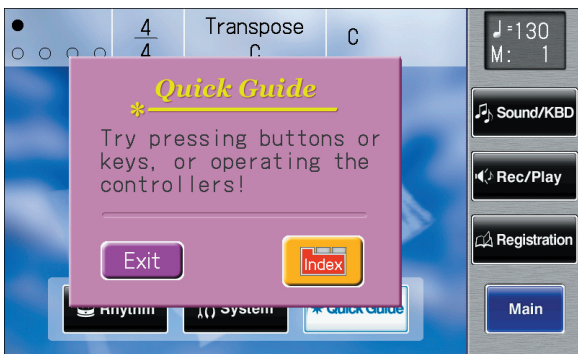 4
4
Transpose
C
C
♩=130
M: 1
Quick Guide
Try pressing buttons or
keys, or operating the
controllers!
Exit
Index
Sound/KBD
Rec/Play
Registration
Rhythm
System
Quick Guide
Main